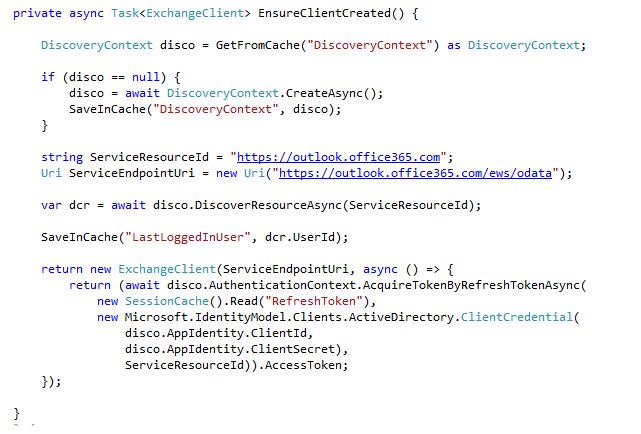 private async Task<ExchangeClient> EnsureClientCreated() {
DiscoveryContext disco = GetFromCache("DiscoveryContext") as DiscoveryContext;
if (disco == null) {
disco = await DiscoveryContext.CreateAsync();
SaveInCache("DiscoveryContext", disco);
}
string ServiceResourceId = "https://outlook.office365.com";
Uri ServiceEndpointUri = new Uri("https://outlook.office365.com/ews/odata");
var dcr = await disco.DiscoverResourceAsync(ServiceResourceId);
SaveInCache("LastLoggedInUser", dcr.UserId);
return new ExchangeClient(ServiceEndpointUri, async () => {
return (await disco.AuthenticationContext.AcquireTokenByRefreshTokenAsync(
new SessionCache().Read("RefreshToken"),
new Microsoft.IdentityModel.Clients.ActiveDirectory.ClientCredential(
disco.AppIdentity.ClientId,
disco.AppIdentity.ClientSecret),
ServiceResourceId)).AccessToken;
});
}